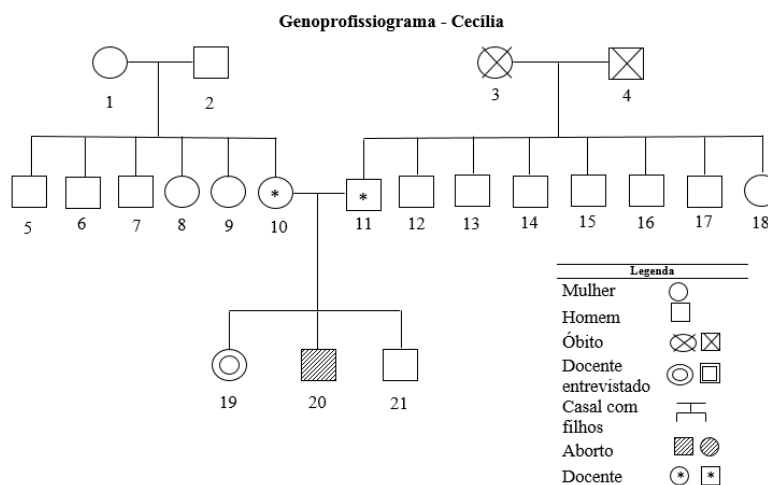 Genoprofissiograma - Cecília
1 2 3 4
5 6 7 8 9 10 11 12 13 14 15 16 17 18
* *
19 20 21
Legenda
Mulher
Homem
Óbito
Docente
entrevistado
Casal com
filhos
Aborto
Docente * *